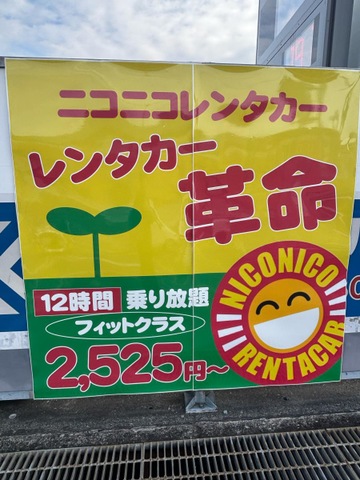 ニコニコレンタカー
レンタカー
革命
12時間 乗り放題
フィットクラス
2,525円~
NICONICO
RENTACAR